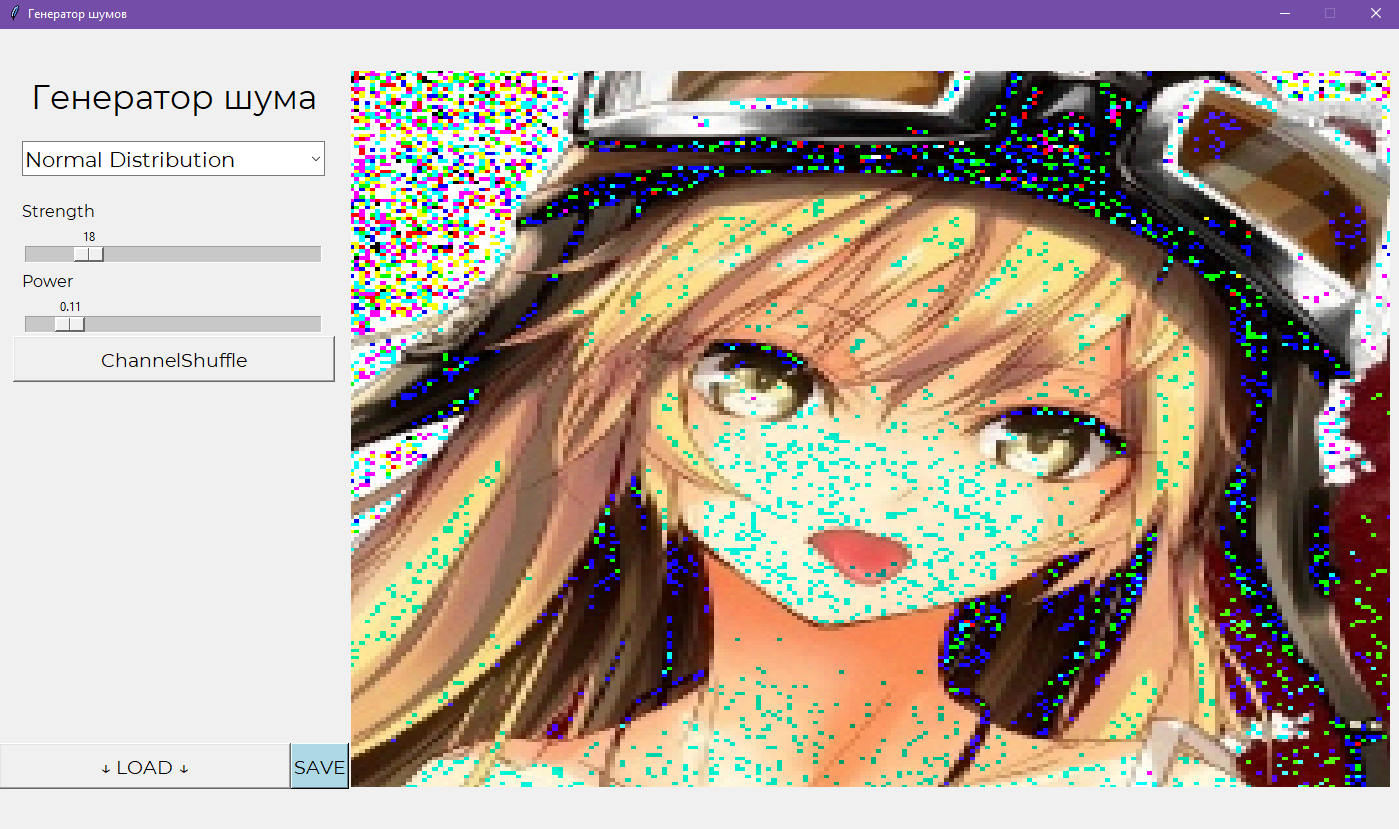 Генератор шумов
Генератор шума
Normal Distribution
Strength
18
Power
0.11
ChannelShuffle
↓ LOAD ↓
SAVE